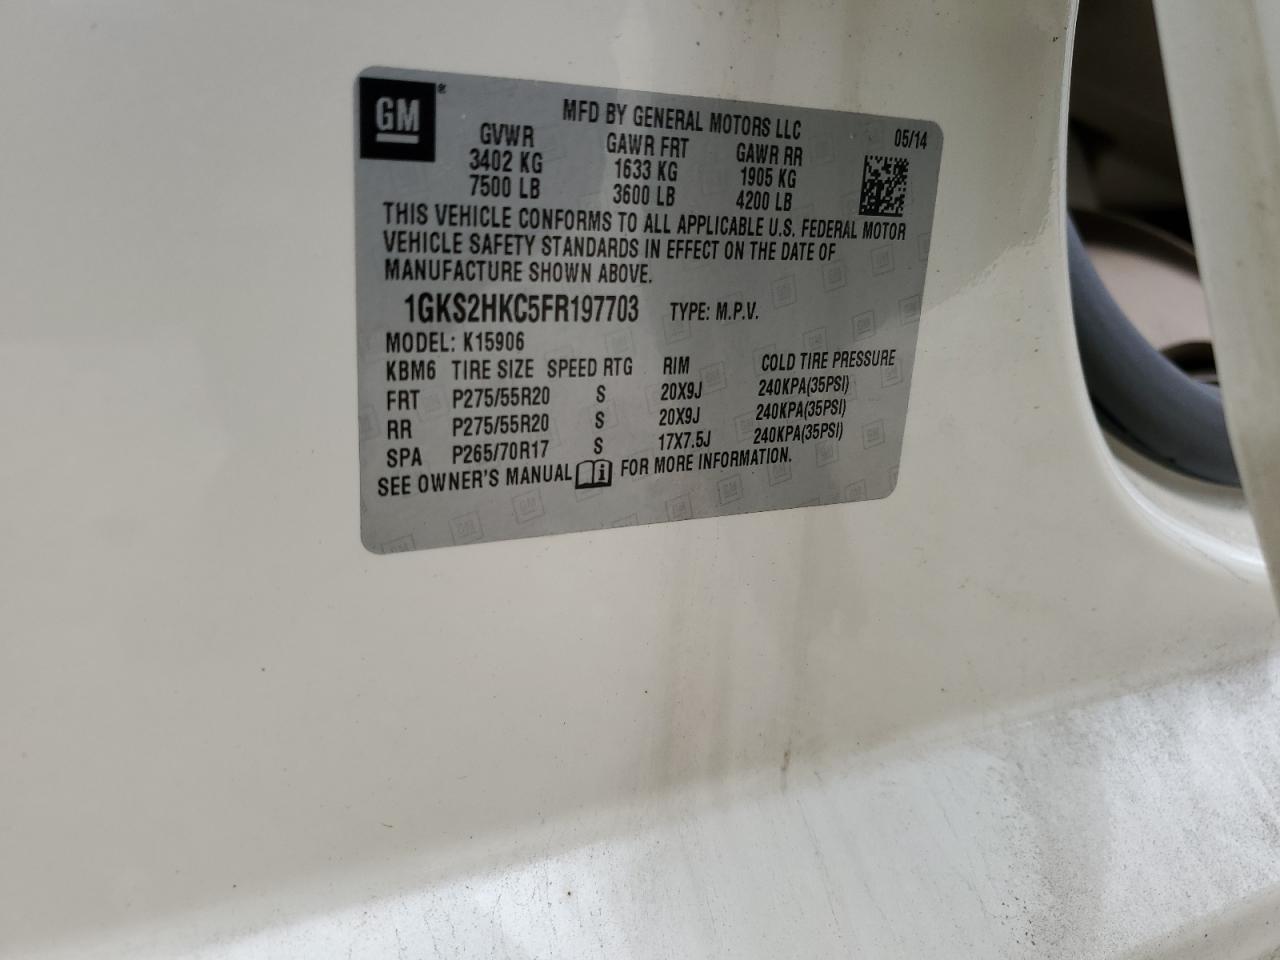 GM®
MFD BY GENERAL MOTORS LLC 05/14
GVWR GAWR FRT GAWR RR
3402 KG 1633 KG 1905 KG
7500 LB 3600 LB 4200 LB
THIS VEHICLE CONFORMS TO ALL APPLICABLE U.S. FEDERAL MOTOR
VEHICLE SAFETY STANDARDS IN EFFECT ON THE DATE OF
MANUFACTURE SHOWN ABOVE.
1GKS2HKC5FR197703 TYPE: M.P.V.
MODEL: K15906
KBM6 TIRE SIZE SPEED RTG RIM COLD TIRE PRESSURE
FRT P275/55R20 S 20X9J 240KPA(35PSI)
RR P275/55R20 S 20X9J 240KPA(35PSI)
SPA P265/70R17 S 17X7.5J 240KPA(35PSI)
SEE OWNER'S MANUAL i FOR MORE INFORMATION.